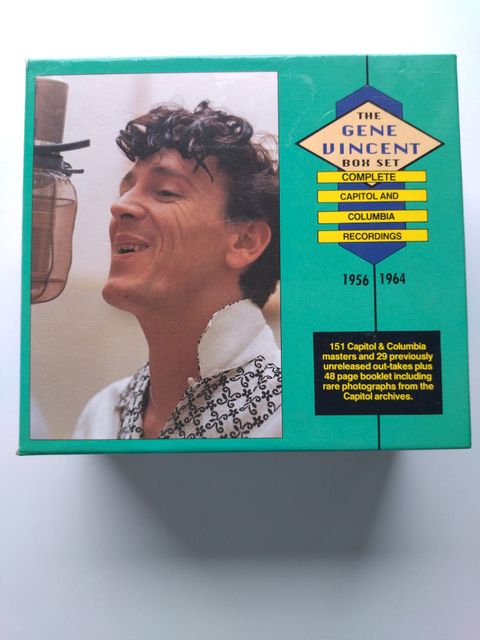 THE
GENE
VINCENT
BOX SET
COMPLETE
CAPITOL AND
COLUMBIA
RECORDINGS
1956 1964
151 Capitol & Columbia
masters and 29 previously
unreleased out-takes plus
48 page booklet including
rare photographs from the
Capitol archives.